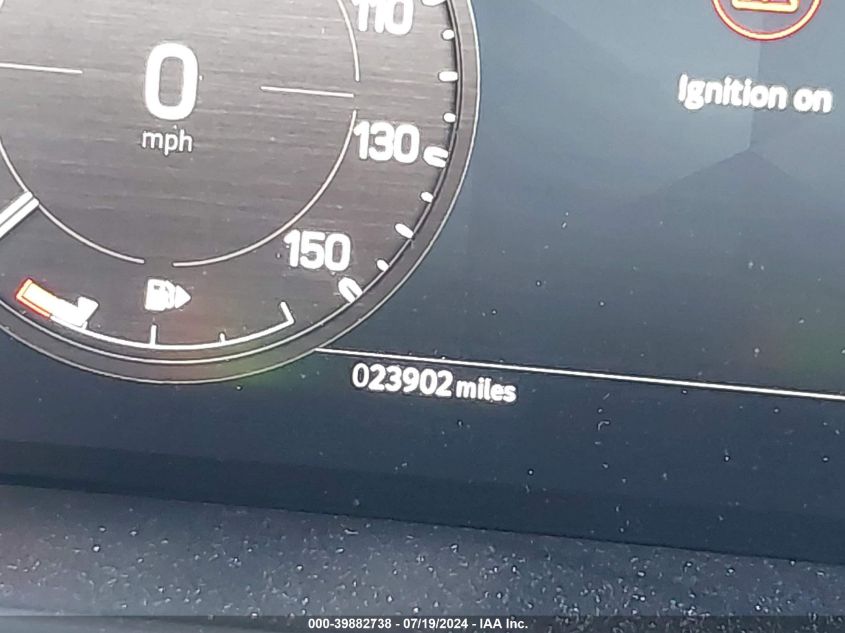 110
0
mph
Ignition on
130
150
023902 miles
000-39882738 - 07/19/2024 - IAA Inc.